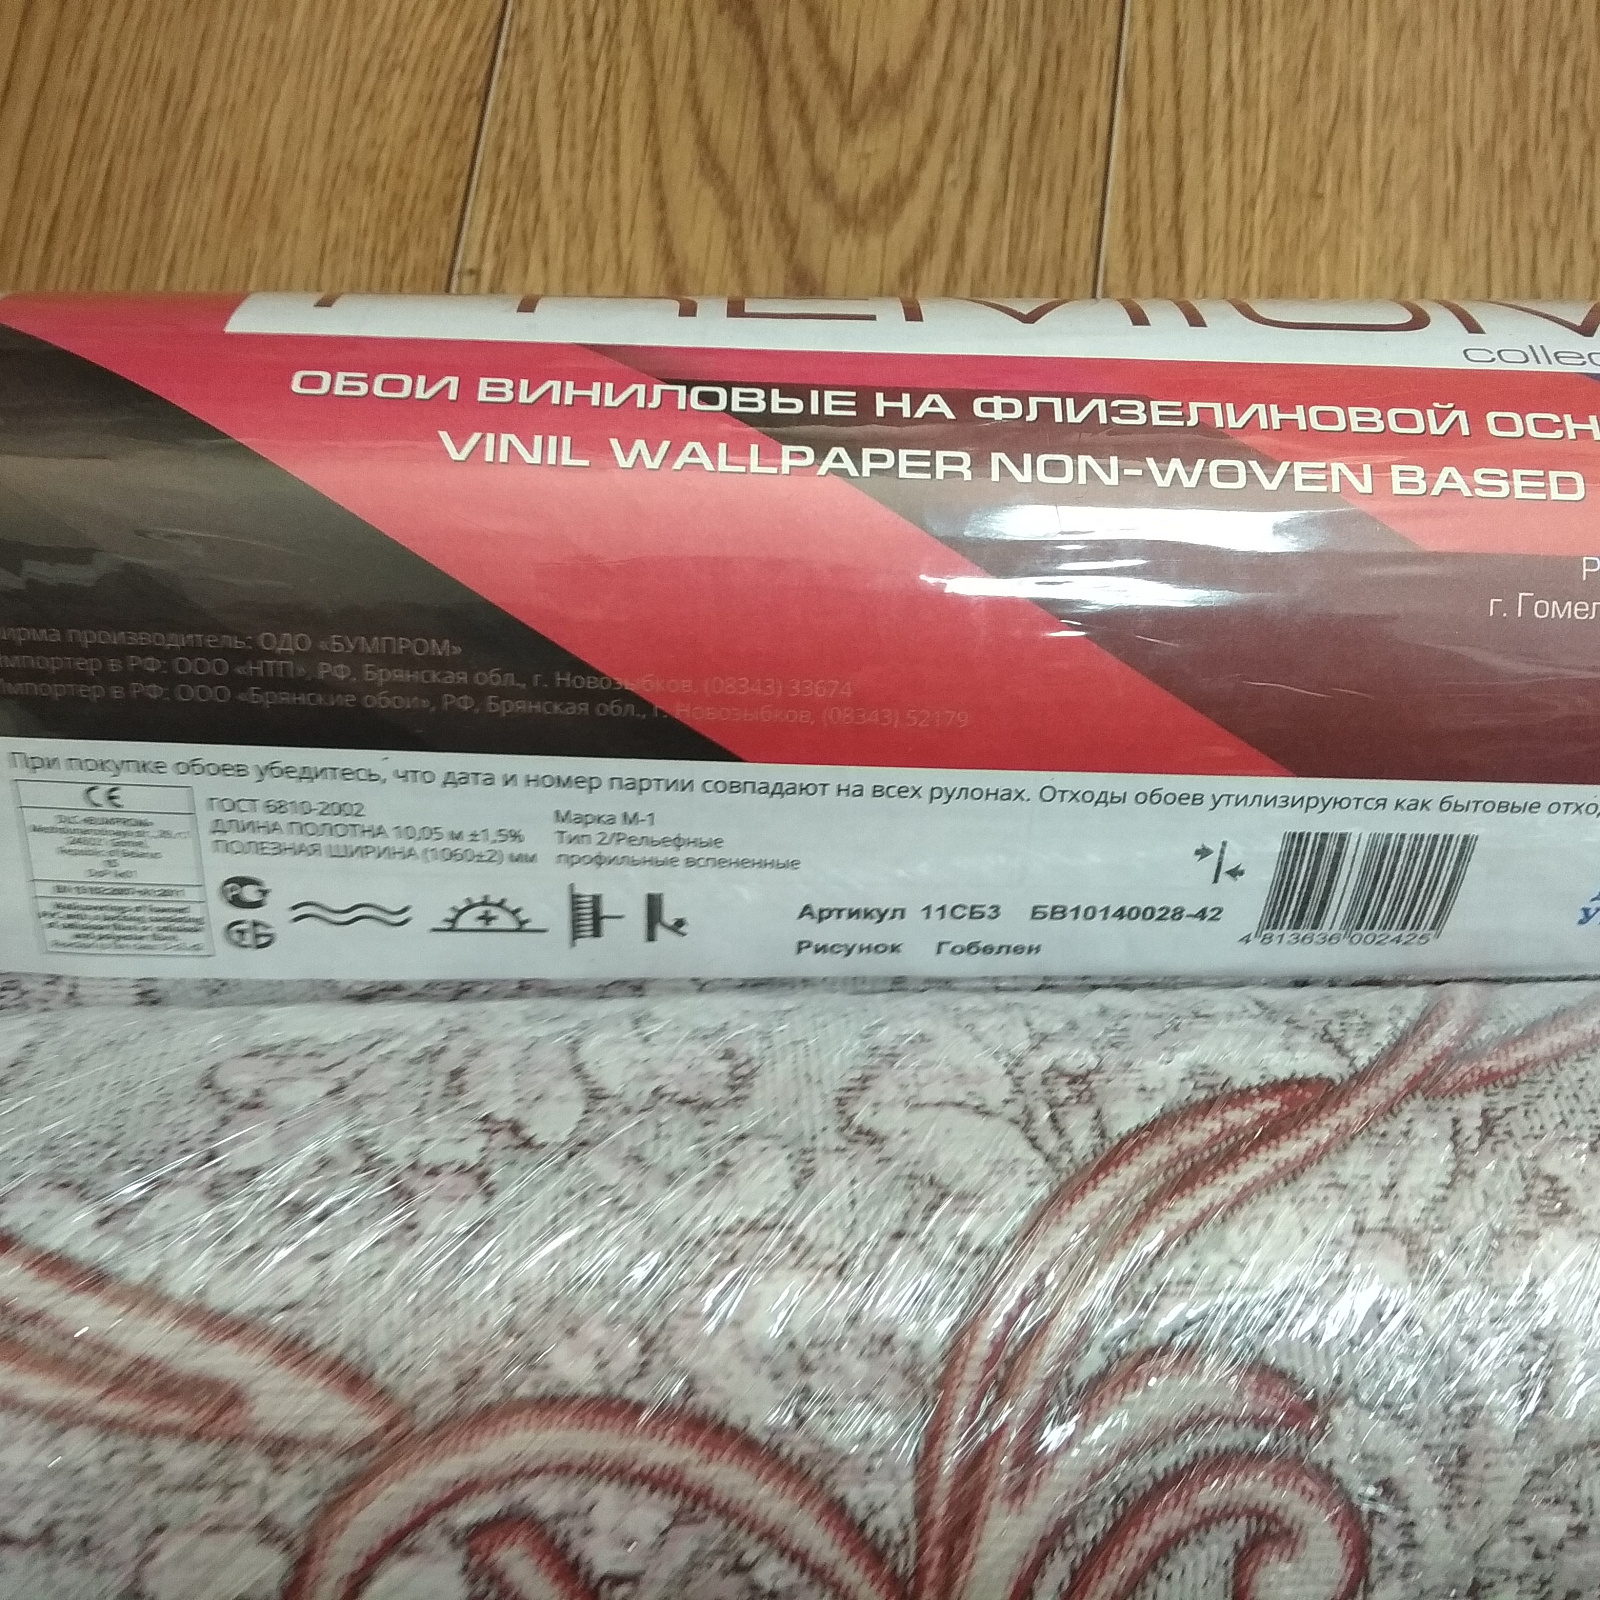 PREMIUM
collec
ОБОИ ВИНИЛОВЫЕ НА ФЛИЗЕЛИНОВОЙ ОСН
VINIL WALLPAPER NON-WOVEN BASED
Р
г. Гомел
ирма производитель: ОДО «БУМПРОМ»
Импортер в РФ: ООО «НТП», РФ, Брянская обл., г. Новозыбков, (08343) 33674
Импортер в РФ: ООО «Брянские обои», РФ, Брянская обл., г. Новозыбков, (08343) 52179
При покупке обоев убедитесь, что дата и номер партии совпадают на всех рулонах. Отходы обоев утилизируются как бытовые отхо
CE
ГОСТ 6810-2002
ДЛИНА ПОЛОТНА 10,05 м ±1,5%
ПОЛЕЗНАЯ ШИРИНА (1060±2) мм
Марка М-1
Тип 2/Рельефные
профильные вспененные
Артикул 11СБ3 БВ10140028-42
Рисунок Гобелен
4 813636 002425